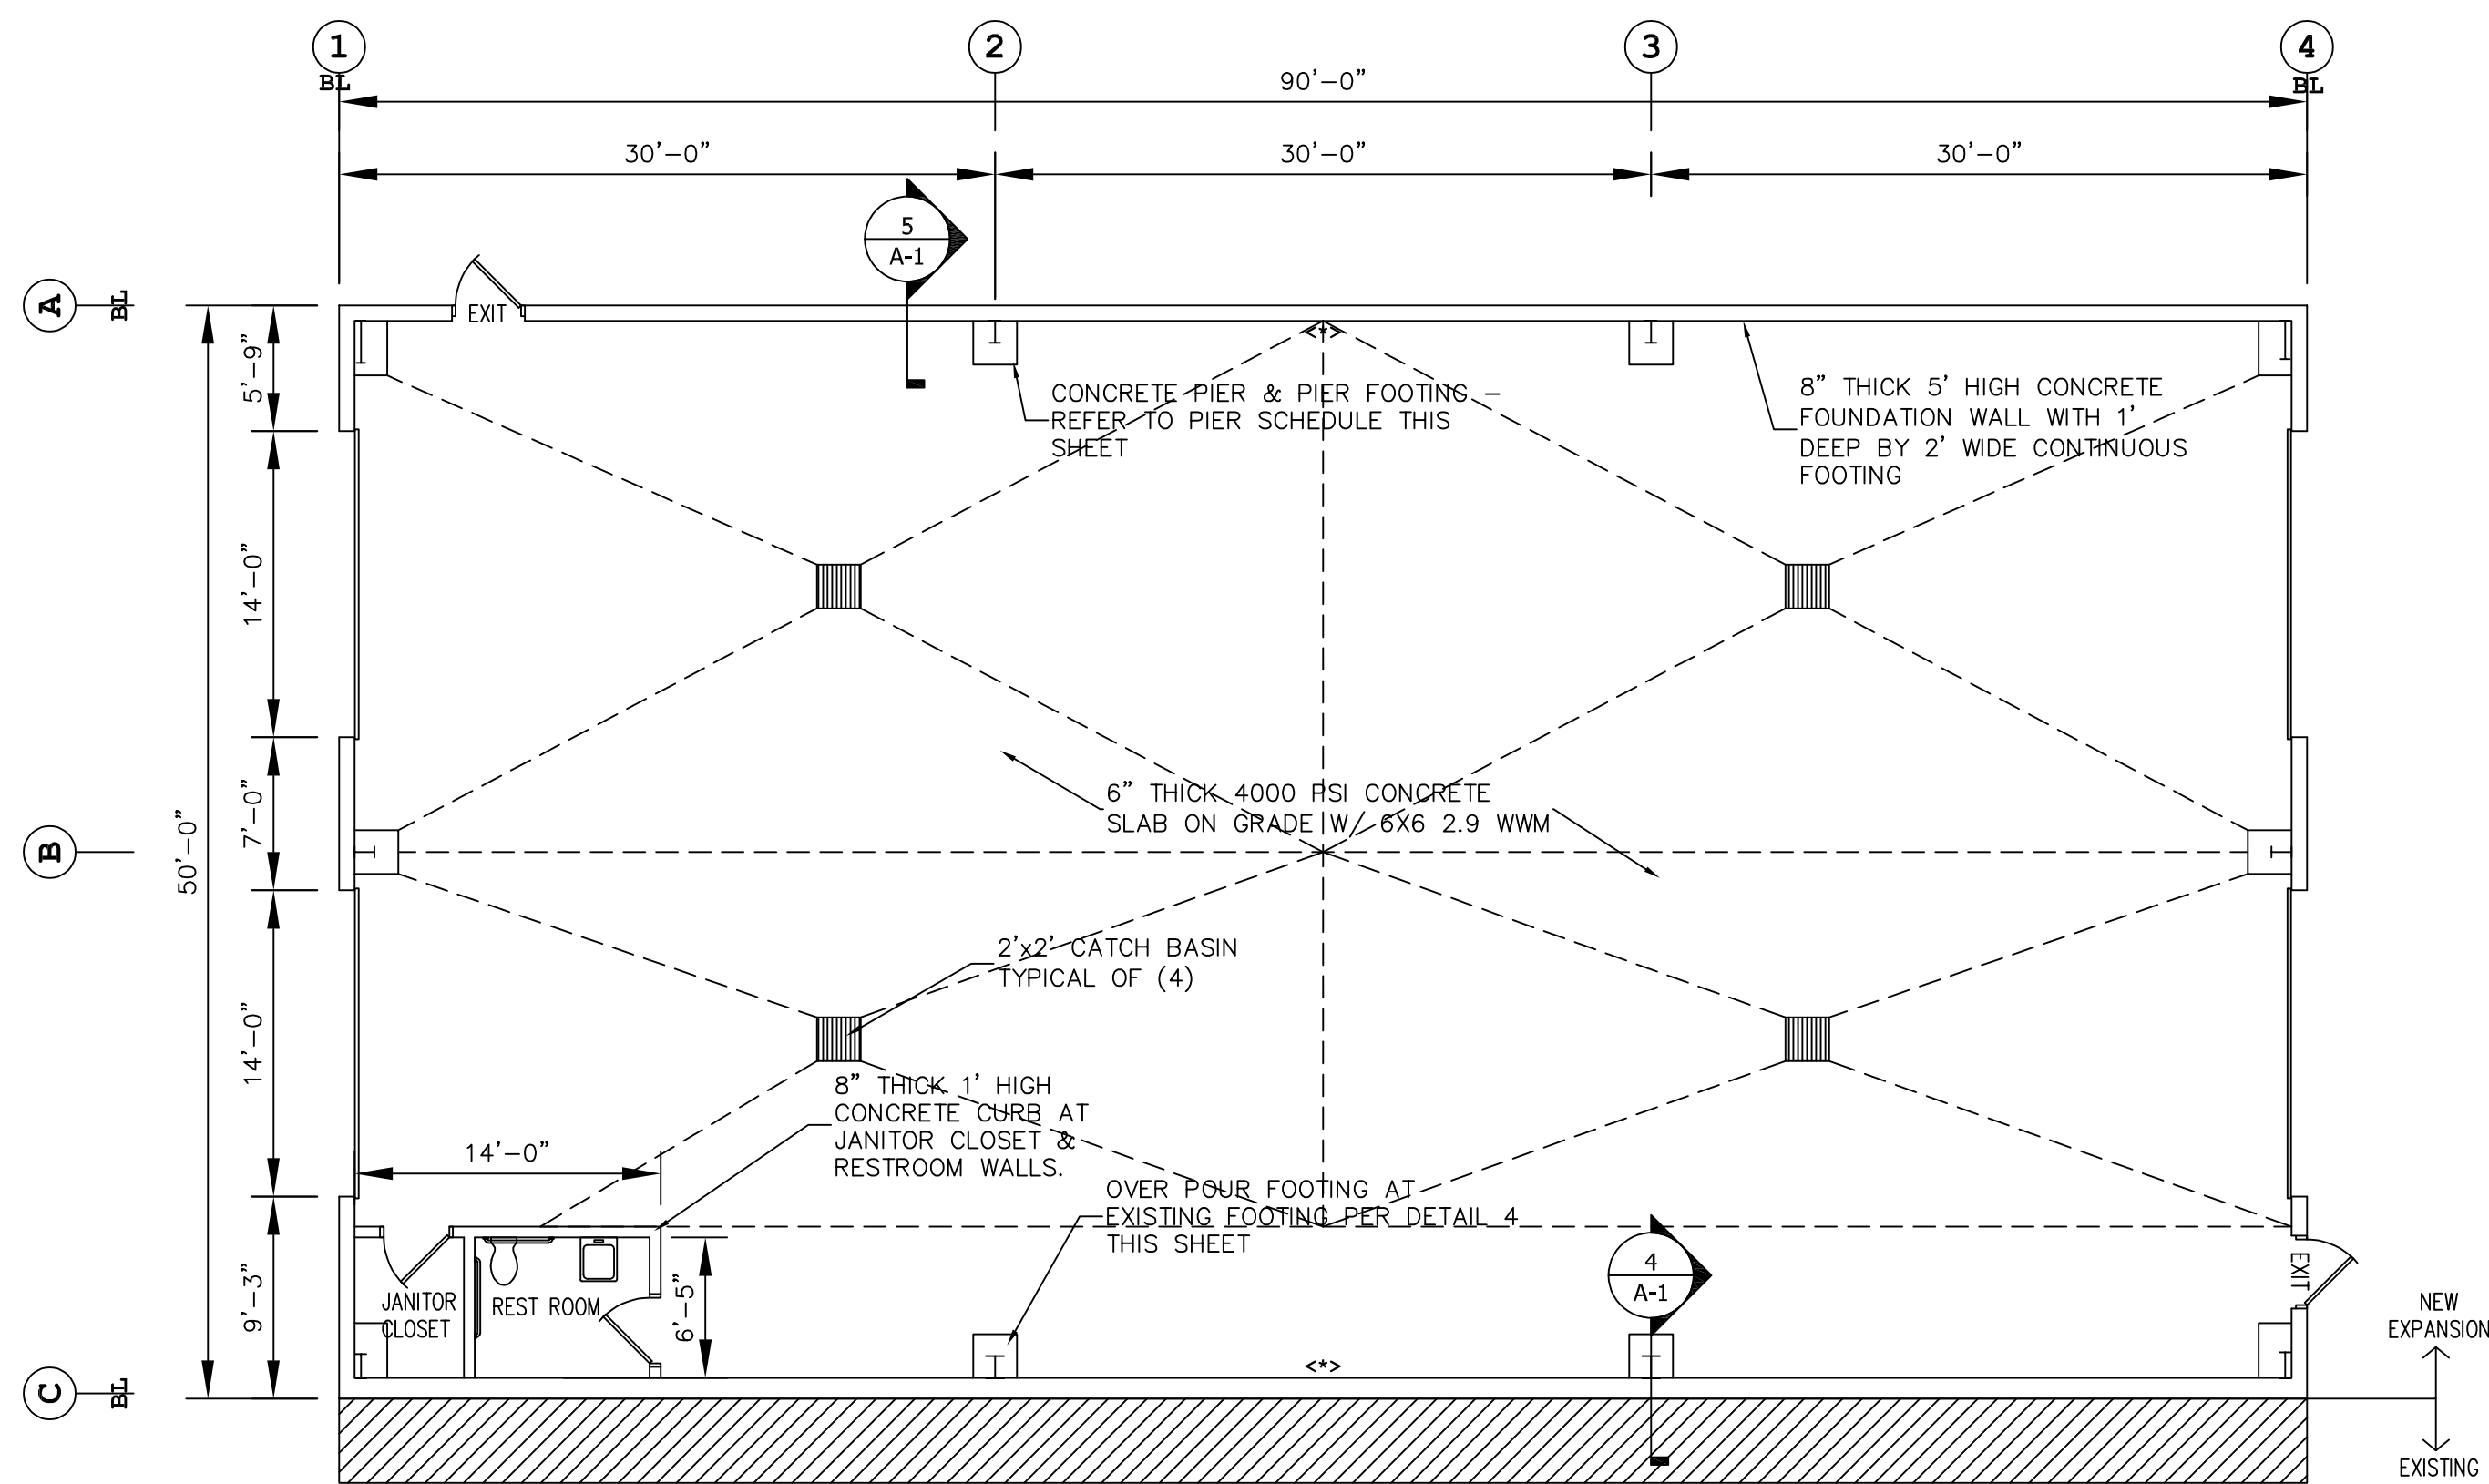 1
2
3
4
BL
BL
90'-0"
30'-0"
30'-0"
30'-0"
5
A-1
A
BL
EXIT
<*>
5'-9"
CONCRETE PIER & PIER FOOTING –
REFER TO PIER SCHEDULE THIS
SHEET
8" THICK 5' HIGH CONCRETE
FOUNDATION WALL WITH 1'
DEEP BY 2' WIDE CONTINUOUS
FOOTING
14'-0"
50'-0"
7'-0"
B
6" THICK 4000 PSI CONCRETE
SLAB ON GRADE W/ 6X6 2.9 WWM
2'x2' CATCH BASIN
TYPICAL OF (4)
14'-0"
8" THICK 1' HIGH
CONCRETE CURB AT
JANITOR CLOSET &
RESTROOM WALLS.
14'-0"
OVER POUR FOOTING AT
EXISTING FOOTING PER DETAIL 4
THIS SHEET
4
A-1
EXIT
9'-3"
JANITOR
CLOSET
REST ROOM
6'-5"
NEW
EXPANSION
<*>
C
BL
EXISTING